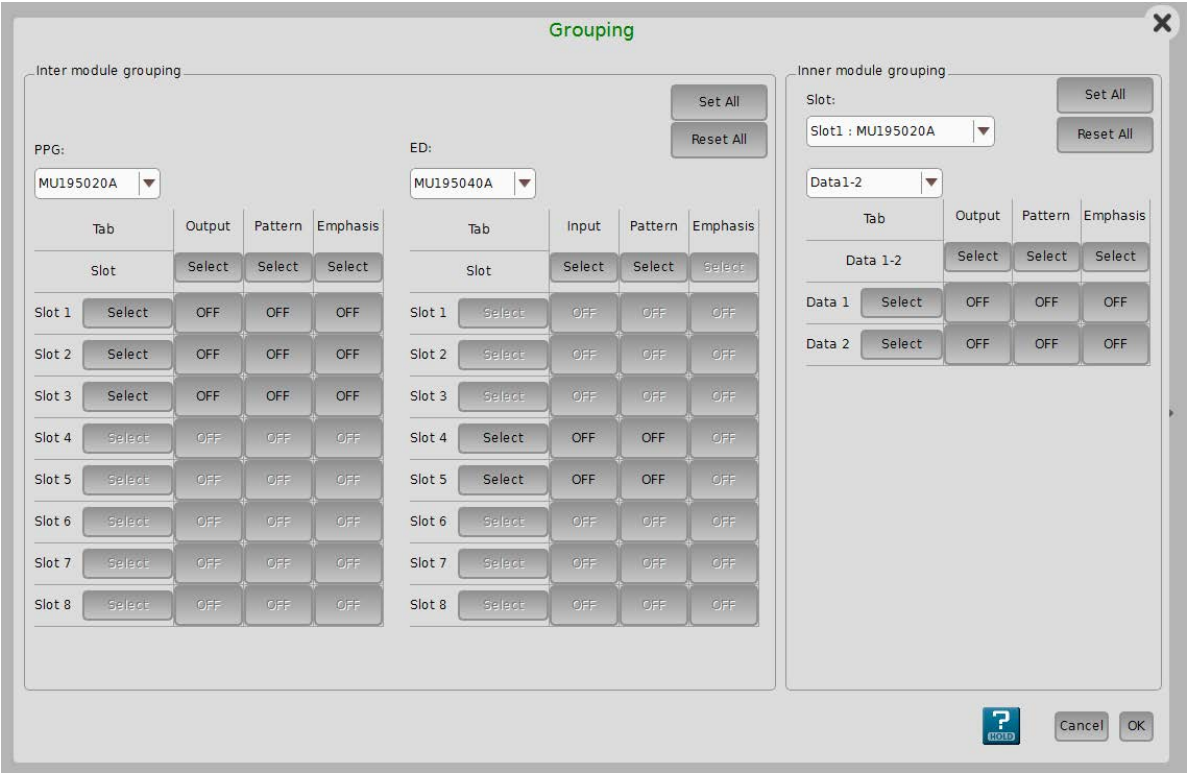 Grouping
Inter module grouping
Set All
Reset All
PPG:
MU195020A
ED:
MU195040A
Tab Output Pattern Emphasis
Slot Select Select Select
Slot 1 Select OFF OFF OFF
Slot 2 Select OFF OFF OFF
Slot 3 Select OFF OFF OFF
Slot 4 Select OFF OFF OFF
Slot 5 Select OFF OFF OFF
Slot 6 Select OFF OFF OFF
Slot 7 Select OFF OFF OFF
Slot 8 Select OFF OFF OFF
Tab Input Pattern Emphasis
Slot Select Select Select
Slot 1 Select OFF OFF OFF
Slot 2 Select OFF OFF OFF
Slot 3 Select OFF OFF OFF
Slot 4 Select OFF OFF OFF
Slot 5 Select OFF OFF OFF
Slot 6 Select OFF OFF OFF
Slot 7 Select OFF OFF OFF
Slot 8 Select OFF OFF OFF
Inner module grouping
Slot:
Set All
Slot1 : MU195020A
Reset All
Data1-2
Tab Output Pattern Emphasis
Data 1-2 Select Select Select
Data 1 Select OFF OFF OFF
Data 2 Select OFF OFF OFF
?
HOLD
Cancel OK